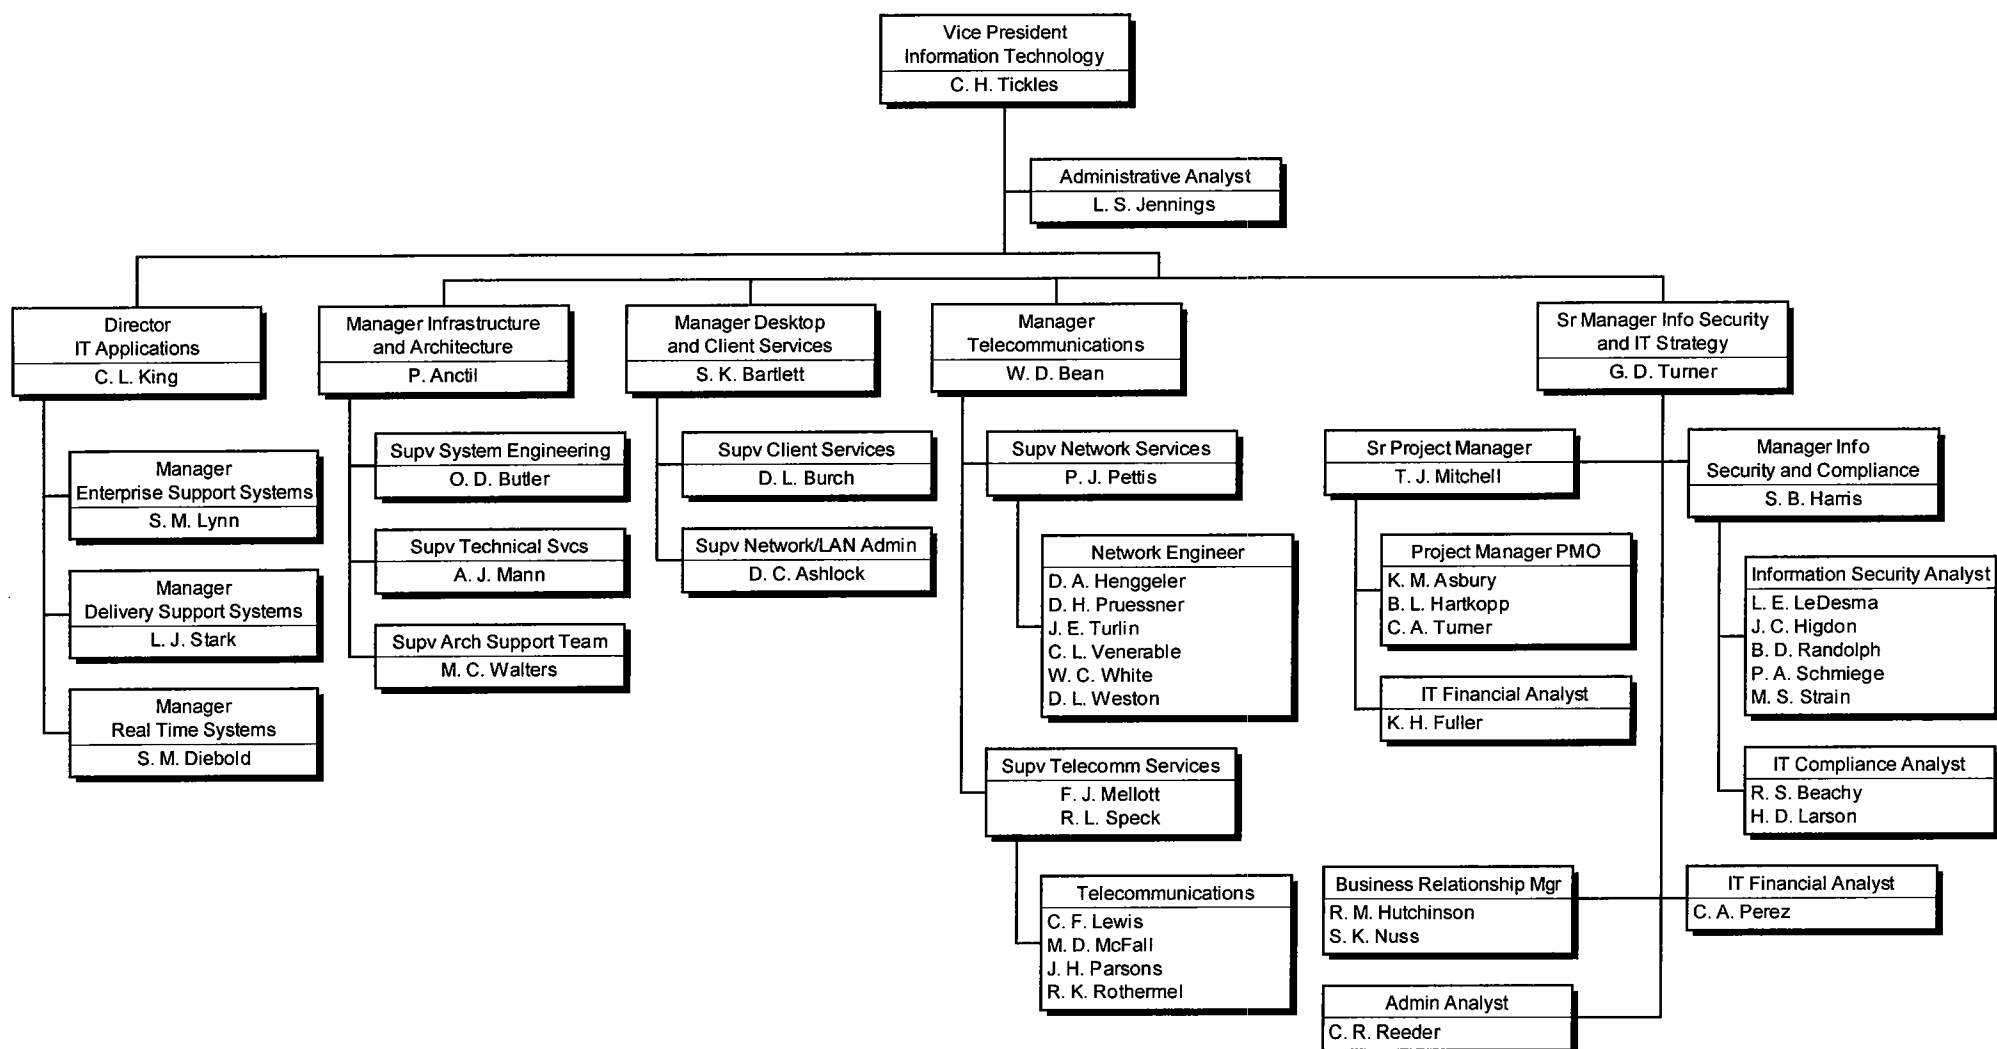 Vice President
Information Technology
C. H. Tickles
Administrative Analyst
L. S. Jennings
Director
IT Applications
C. L. King
Manager
Enterprise Support Systems
S. M. Lynn
Manager
Delivery Support Systems
L. J. Stark
Manager
Real Time Systems
S. M. Diebold
Manager Infrastructure
and Architecture
P. Anctil
Supv System Engineering
O. D. Butler
Supv Technical Svcs
A. J. Mann
Supv Arch Support Team
M. C. Walters
Manager Desktop
and Client Services
S. K. Bartlett
Supv Client Services
D. L. Burch
Supv Network/LAN Admin
D. C. Ashlock
Manager
Telecommunications
W. D. Bean
Supv Network Services
P. J. Pettis
Network Engineer
D. A. Henggeler
D. H. Pruessner
J. E. Turlin
C. L. Venerable
W. C. White
D. L. Weston
Supv Telecomm Services
F. J. Mellott
R. L. Speck
Telecommunications
C. F. Lewis
M. D. McFall
J. H. Parsons
R. K. Rothermel
Sr Manager Info Security
and IT Strategy
G. D. Turner
Sr Project Manager
T. J. Mitchell
Project Manager PMO
K. M. Asbury
B. L. Hartkopp
C. A. Turner
IT Financial Analyst
K. H. Fuller
Manager Info
Security and Compliance
S. B. Harris
Information Security Analyst
L. E. LeDesma
J. C. Higdon
B. D. Randolph
P. A. Schmiege
M. S. Strain
IT Compliance Analyst
R. S. Beachy
H. D. Larson
Business Relationship Mgr
R. M. Hutchinson
S. K. Nuss
IT Financial Analyst
C. A. Perez
Admin Analyst
C. R. Reeder